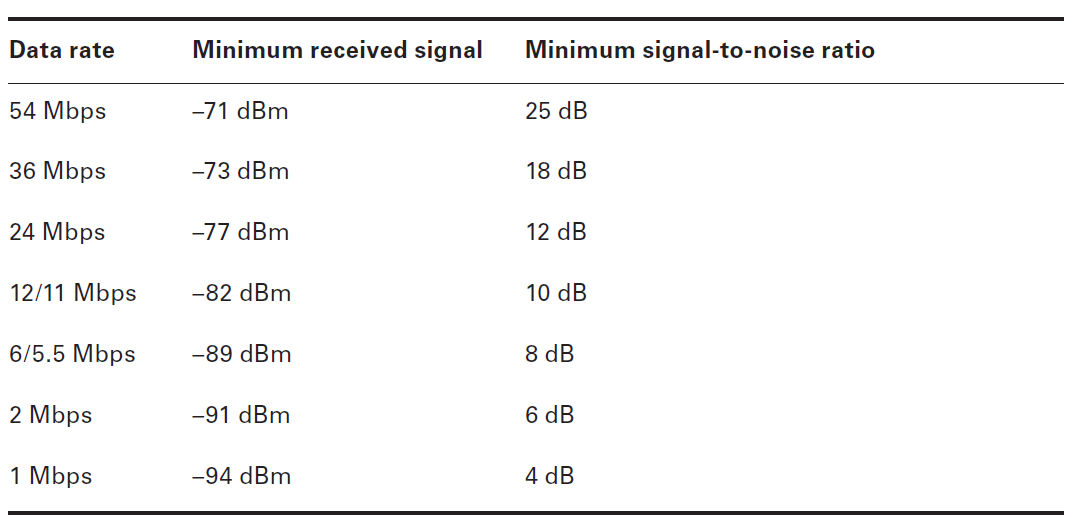 Data rate Minimum received signal Minimum signal-to-noise ratio
54 Mbps –71 dBm 25 dB
36 Mbps –73 dBm 18 dB
24 Mbps –77 dBm 12 dB
12/11 Mbps –82 dBm 10 dB
6/5.5 Mbps –89 dBm 8 dB
2 Mbps –91 dBm 6 dB
1 Mbps –94 dBm 4 dB